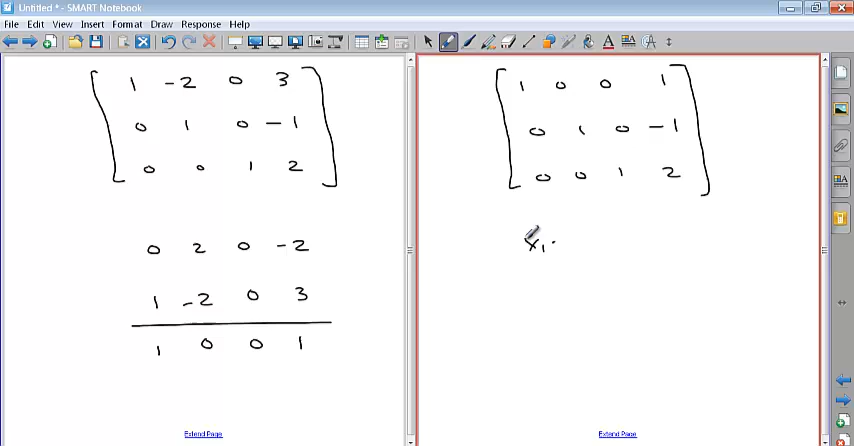 Untitled * - SMART Notebook
File Edit View Insert Format Draw Response Help
1 -2 0 3
0 1 0 -1
0 0 1 2
0 2 0 -2
1 -2 0 3
1 0 0 1
Extend Page
1 0 0 1
0 1 0 -1
0 0 1 2
x₁
Extend Page